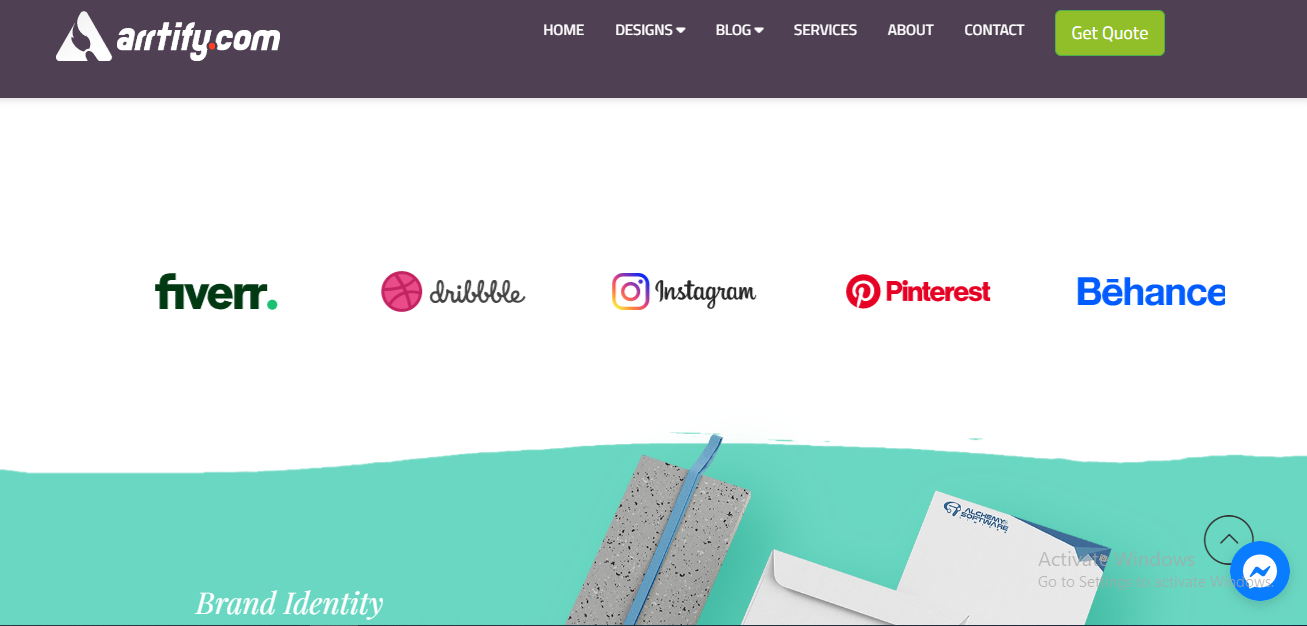 arrtify.com
HOME DESIGNS BLOG SERVICES ABOUT CONTACT Get Quote
fiverr. dribbble Instagram Pinterest Bēhance
ALCHEMY
SOFTWARE
Activate Windows
Go to Settings to activate Windows.
Brand Identity